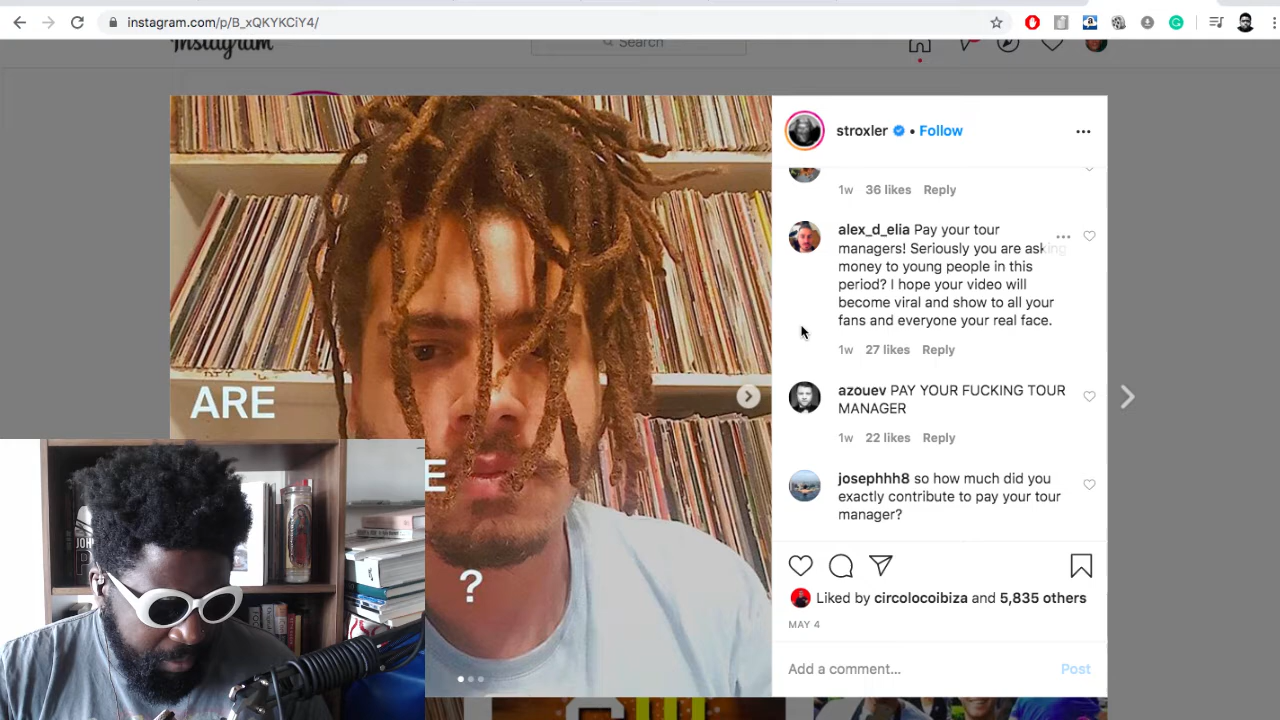 instagram.com/p/B_xQKYKCiY4/
Instagram
Search
stroxler • Follow
1w 36 likes Reply
alex_d_elia Pay your tour
managers! Seriously you are asking
money to young people in this
period? I hope your video will
become viral and show to all your
fans and everyone your real face.
1w 27 likes Reply
azouev PAY YOUR FUCKING TOUR
MANAGER
1w 22 likes Reply
josephhh8 so how much did you
exactly contribute to pay your tour
manager?
Liked by circolocoibiza and 5,835 others
MAY 4
Add a comment... Post
ARE
E
?
JOH